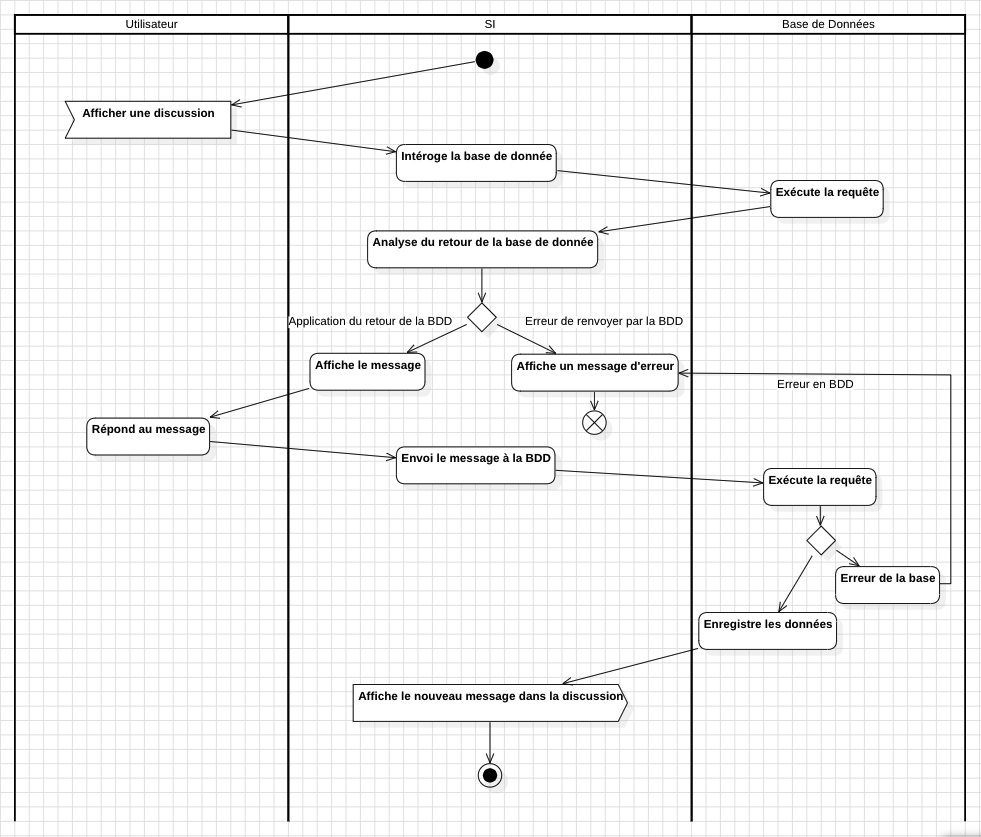 Utilisateur
SI
Base de Données
Afficher une discussion
Intéroge la base de donnée
Exécute la requête
Analyse du retour de la base de donnée
Application du retour de la BDD
Erreur de renvoyer par la BDD
Affiche le message
Affiche un message d'erreur
Erreur en BDD
Répond au message
Envoi le message à la BDD
Exécute la requête
Erreur de la base
Enregistre les données
Affiche le nouveau message dans la discussion